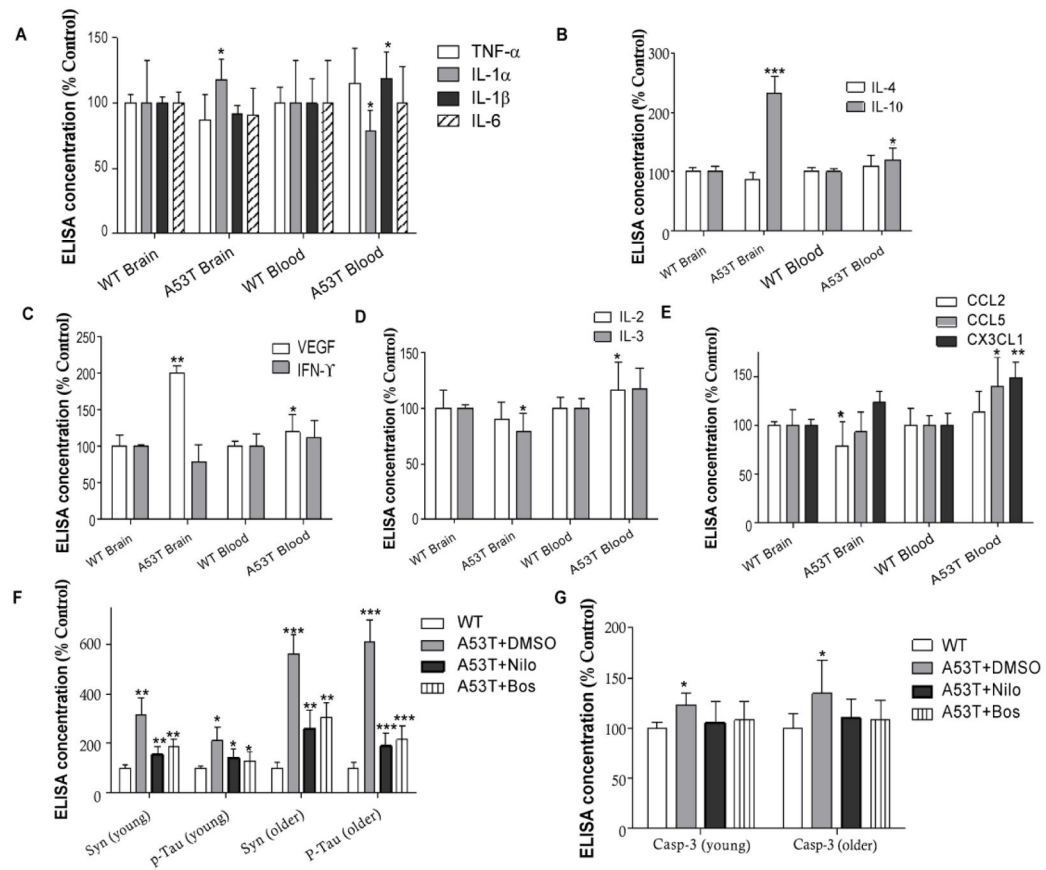 A
ELISA concentration (% Control)
150
100
50
0
WT Brain
A53T Brain
WT Blood
A53T Blood
*
*
*
TNF-α
IL-1α
IL-1β
IL-6
B
ELISA concentration (% Control)
300
200
100
0
WT Brain
A53T Brain
WT Blood
A53T Blood
***
*
IL-4
IL-10
C
ELISA concentration (% Control)
250
200
150
100
50
0
WT Brain
A53T Brain
WT Blood
A53T Blood
**
*
VEGF
IFN-ϒ
D
ELISA concentration (% Control)
150
100
50
0
WT Brain
A53T Brain
WT Blood
A53T Blood
*
*
IL-2
IL-3
E
ELISA concentration (% Control)
150
100
50
0
WT Brain
A53T Brain
WT Blood
A53T Blood
*
*
**
CCL2
CCL5
CX3CL1
F
ELISA concentration (% Control)
600
400
200
0
Syn (young)
p-Tau (young)
Syn (older)
P-Tau (older)
**
**
**
*
*
*
***
**
**
***
***
***
WT
A53T+DMSO
A53T+Nilo
A53T+Bos
G
ELISA concentration (% Control)
200
150
100
50
0
Casp-3 (young)
Casp-3 (older)
*
*
WT
A53T+DMSO
A53T+Nilo
A53T+Bos